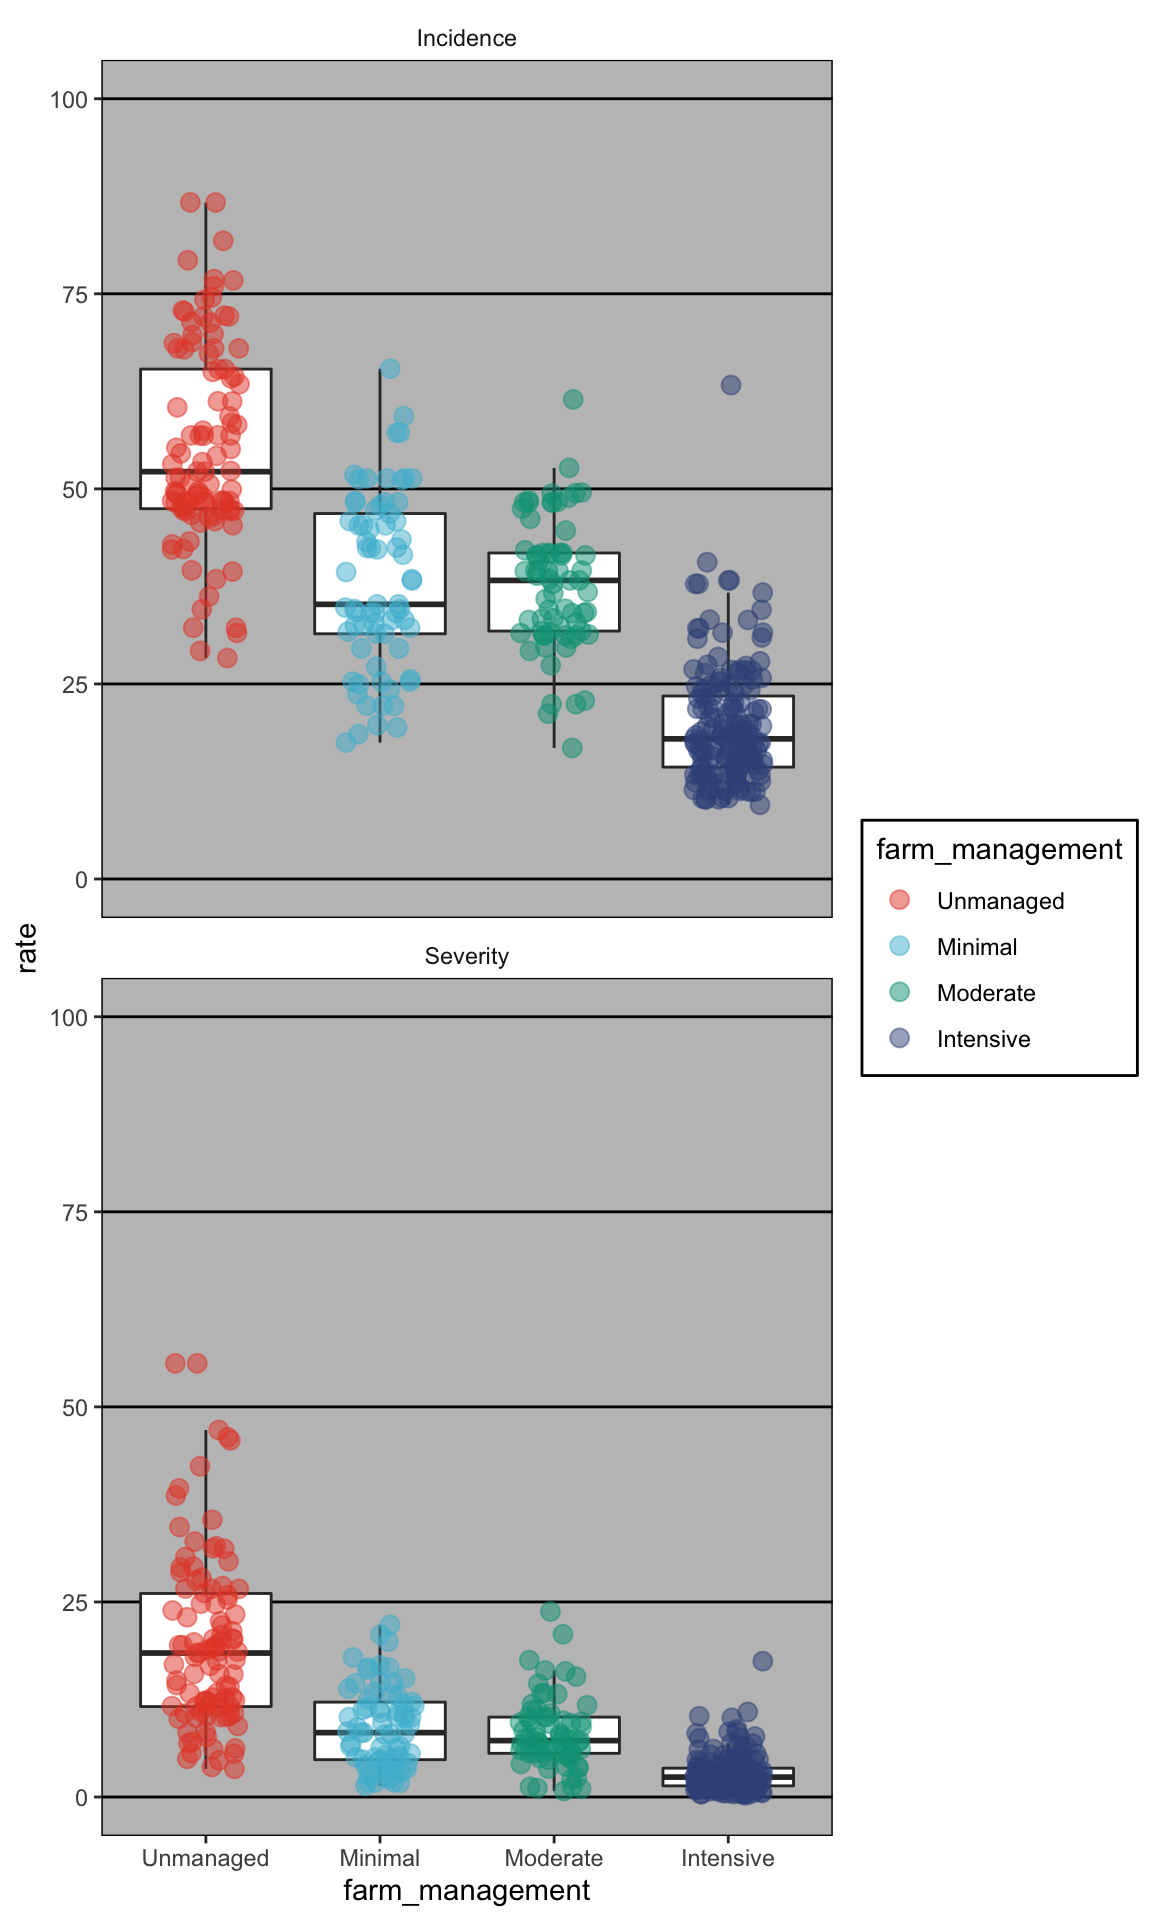 Incidence
100
75
50
25
0
rate
Severity
100
75
50
25
0
Unmanaged Minimal Moderate Intensive
farm_management
farm_management
Unmanaged
Minimal
Moderate
Intensive